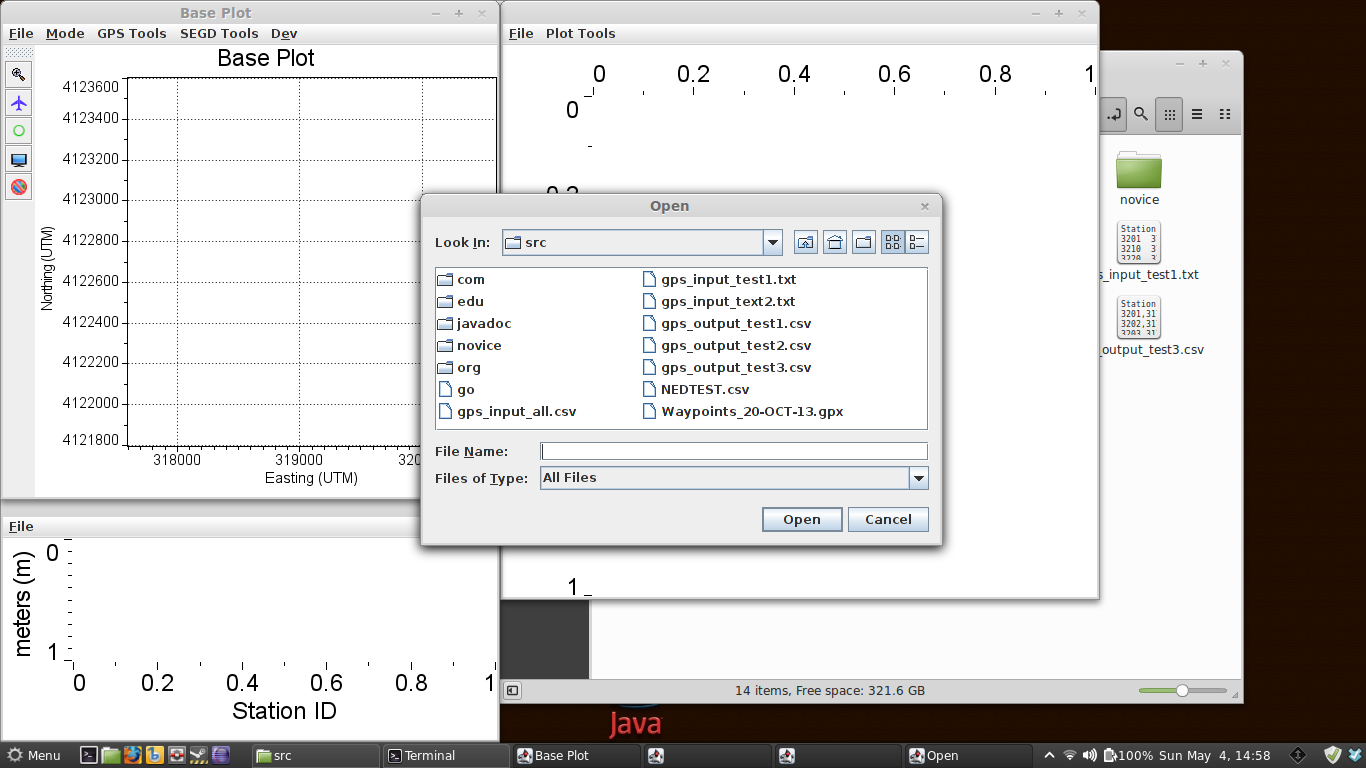 Base Plot
File Mode GPS Tools SEGD Tools Dev
Base Plot
4123600
4123400
4123200
4123000
4122800
4122600
4122400
4122200
4122000
4121800
Northing (UTM)
318000 319000
Easting (UTM)
File
0
meters (m)
1
0 0.2 0.4 0.6 0.8 1
Station ID
File Plot Tools
0 0.2 0.4 0.6 0.8 1
0
1
Open
Look In: src
com
edu
javadoc
novice
org
go
gps_input_all.csv
gps_input_test1.txt
gps_input_text2.txt
gps_output_test1.csv
gps_output_test2.csv
gps_output_test3.csv
NEDTEST.csv
Waypoints_20-OCT-13.gpx
File Name:
Files of Type: All Files
Open Cancel
novice
Station
3201 3
3210 3
s_input_test1.txt
Station
3201,31
3202,31
_output_test3.csv
14 items, Free space: 321.6 GB
Java
Menu src Terminal Base Plot Open 100% Sun May 4, 14:58